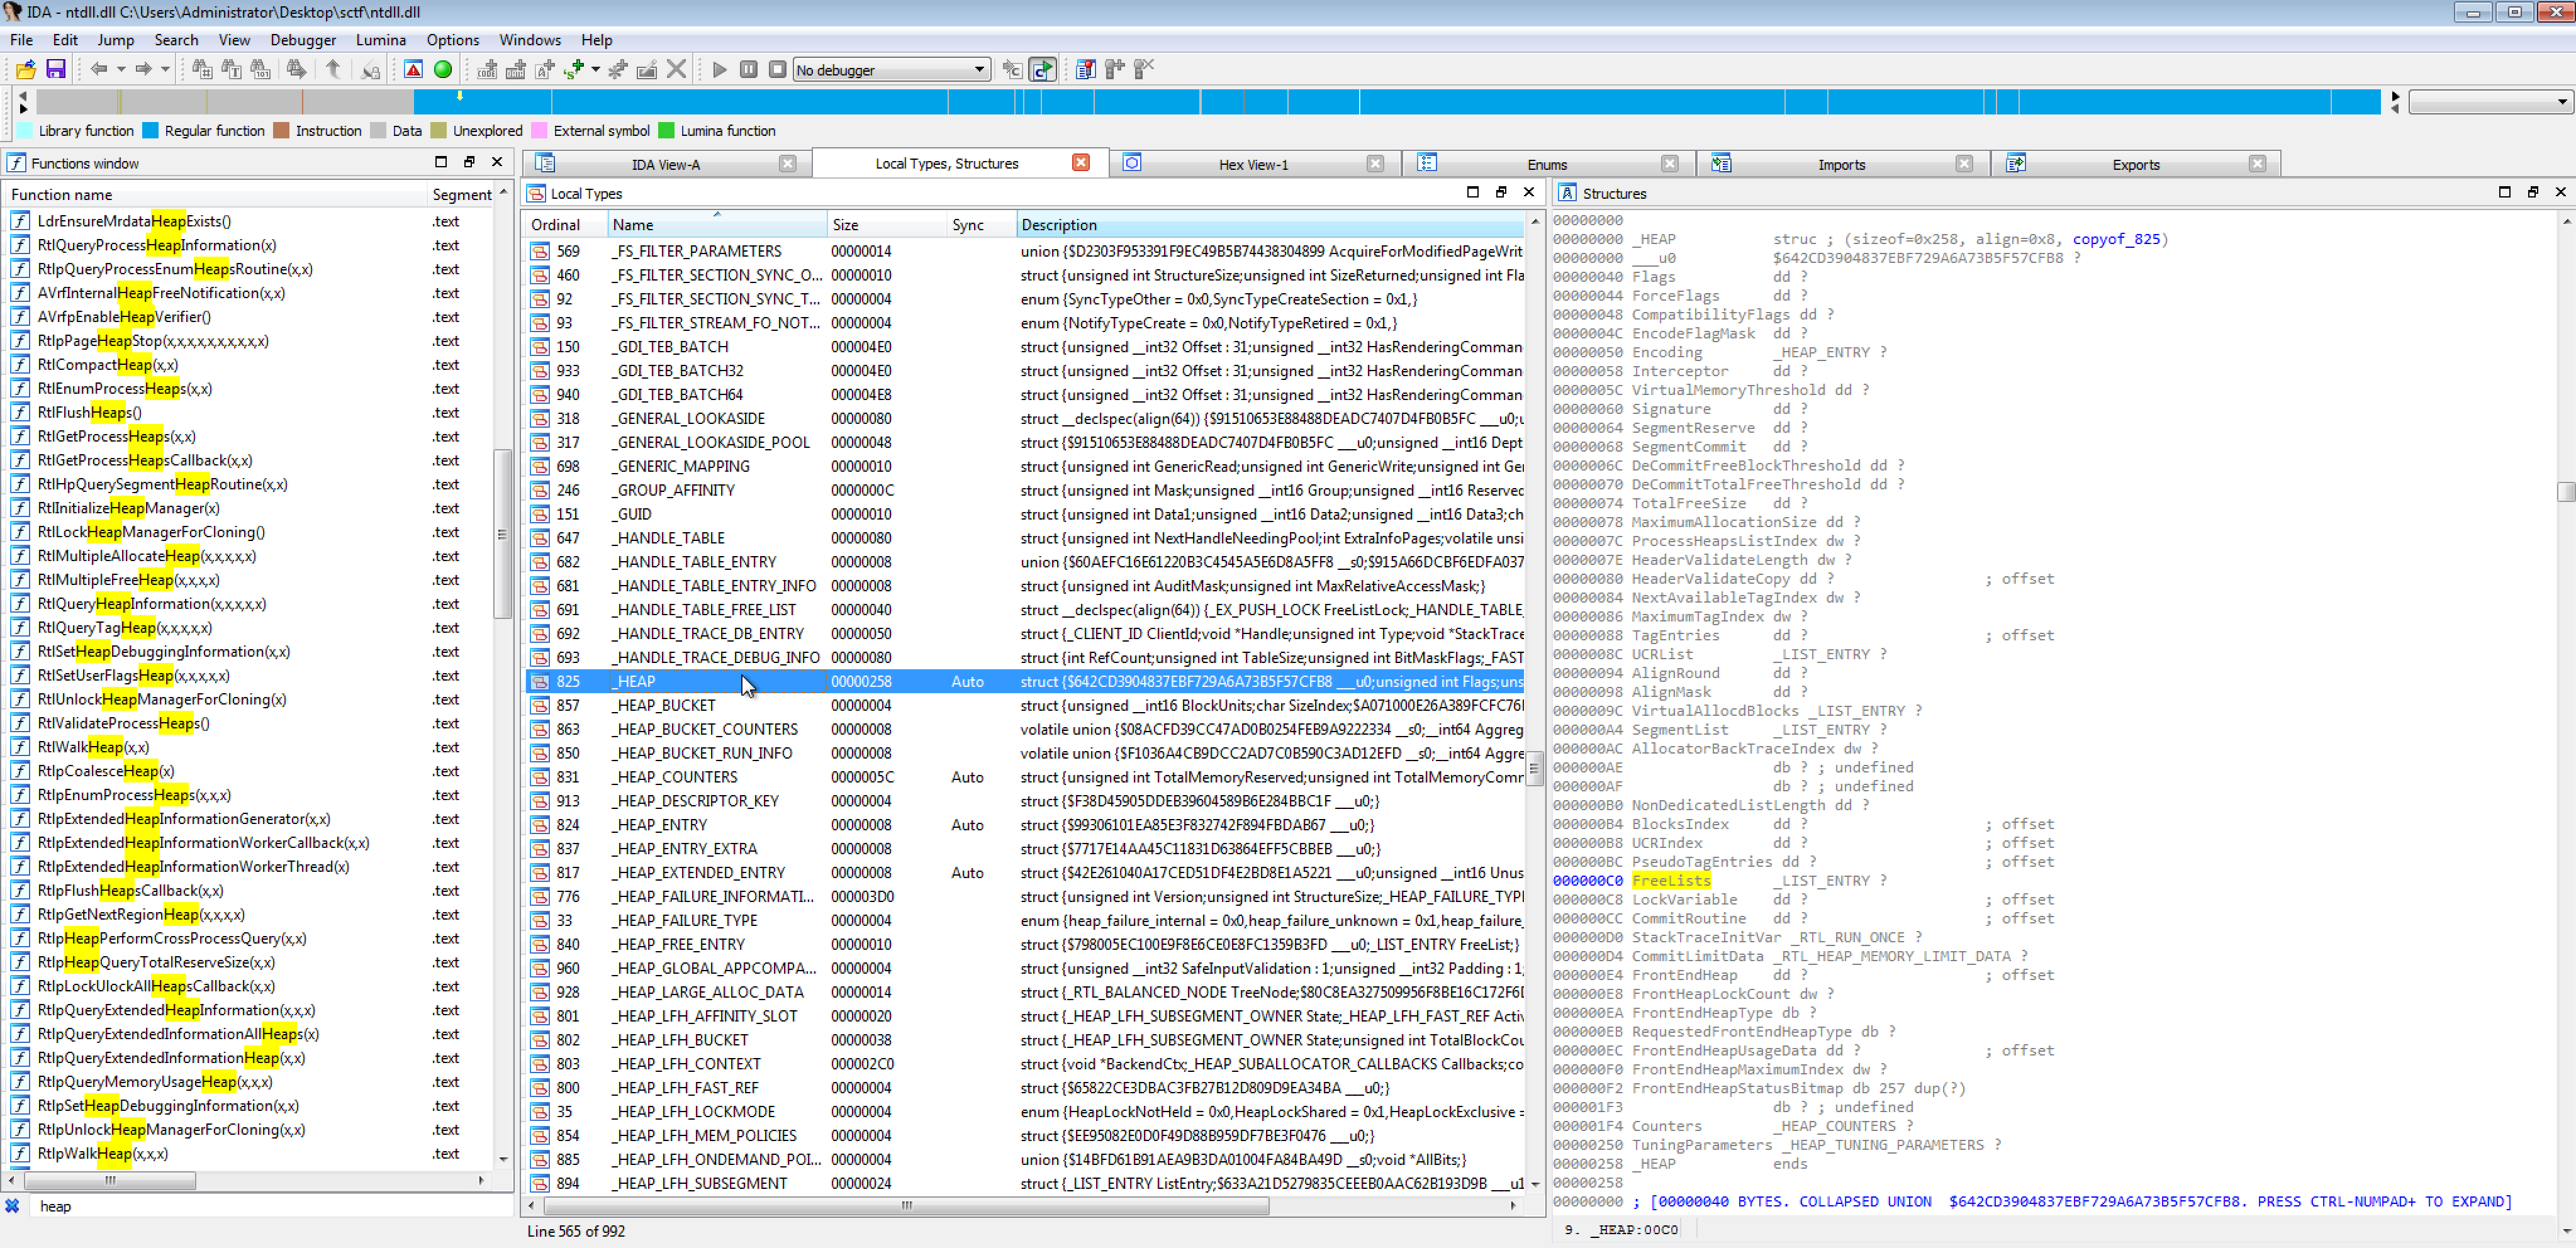 IDA - ntdll.dll C:\Users\Administrator\Desktop\sctf\ntdll.dll
File Edit Jump Search View Debugger Lumina Options Windows Help
No debugger
Library function Regular function Instruction Data Unexplored External symbol Lumina function
Functions window
Function name Segment
LdrEnsureMrdataHeapExists() .text
RtlQueryProcessHeapInformation(x) .text
RtlpQueryProcessEnumHeapsRoutine(x,x) .text
AVrfInternalHeapFreeNotification(x,x) .text
AVrfpEnableHeapVerifier() .text
RtlpPageHeapStop(x,x,x,x,x,x,x,x,x,x) .text
RtlCompactHeap(x,x) .text
RtlEnumProcessHeaps(x,x) .text
RtlFlushHeaps() .text
RtlGetProcessHeaps(x,x) .text
RtlGetProcessHeapsCallback(x,x) .text
RtlHpQuerySegmentHeapRoutine(x,x) .text
RtlInitializeHeapManager(x) .text
RtlLockHeapManagerForCloning() .text
RtlMultipleAllocateHeap(x,x,x,x,x) .text
RtlMultipleFreeHeap(x,x,x,x) .text
RtlQueryHeapInformation(x,x,x,x,x) .text
RtlQueryTagHeap(x,x,x,x,x) .text
RtlSetHeapDebuggingInformation(x,x) .text
RtlSetUserFlagsHeap(x,x,x,x,x) .text
RtlUnlockHeapManagerForCloning(x) .text
RtlValidateProcessHeaps() .text
RtlWalkHeap(x,x) .text
RtlpCoalesceHeap(x) .text
RtlpEnumProcessHeaps(x,x,x) .text
RtlpExtendedHeapInformationGenerator(x,x) .text
RtlpExtendedHeapInformationWorkerCallback(x,x) .text
RtlpExtendedHeapInformationWorkerThread(x) .text
RtlpFlushHeapsCallback(x,x) .text
RtlpGetNextRegionHeap(x,x,x,x) .text
RtlpHeapPerformCrossProcessQuery(x,x) .text
RtlpHeapQueryTotalReserveSize(x,x) .text
RtlpLockUlockAllHeapsCallback(x,x) .text
RtlpQueryExtendedHeapInformation(x,x,x) .text
RtlpQueryExtendedInformationAllHeaps(x) .text
RtlpQueryExtendedInformationHeap(x,x) .text
RtlpQueryMemoryUsageHeap(x,x,x) .text
RtlpSetHeapDebuggingInformation(x,x) .text
RtlpUnlockHeapManagerForCloning(x,x) .text
RtlpWalkHeap(x,x,x) .text
heap
IDA View-A Local Types, Structures Hex View-1 Enums Imports Exports
Local Types
Ordinal Name Size Sync Description
569 _FS_FILTER_PARAMETERS 00000014 union {$D2303F953391F9EC49B5B74438304899 AcquireForModifiedPageWrit
460 _FS_FILTER_SECTION_SYNC_O... 00000010 struct {unsigned int StructureSize;unsigned int SizeReturned;unsigned int Fla
92 _FS_FILTER_SECTION_SYNC_T... 00000004 enum {SyncTypeOther = 0x0,SyncTypeCreateSection = 0x1,}
93 _FS_FILTER_STREAM_FO_NOT... 00000004 enum {NotifyTypeCreate = 0x0,NotifyTypeRetired = 0x1,}
150 _GDI_TEB_BATCH 000004E0 struct {unsigned __int32 Offset : 31;unsigned __int32 HasRenderingComman
933 _GDI_TEB_BATCH32 000004E0 struct {unsigned __int32 Offset : 31;unsigned __int32 HasRenderingComman
940 _GDI_TEB_BATCH64 000004E8 struct {unsigned __int32 Offset : 31;unsigned __int32 HasRenderingComman
318 _GENERAL_LOOKASIDE 00000080 struct __declspec(align(64)) {$91510653E88488DEADC7407D4FB0B5FC ___u0;u
317 _GENERAL_LOOKASIDE_POOL 00000048 struct {$91510653E88488DEADC7407D4FB0B5FC ___u0;unsigned __int16 Dept
698 _GENERIC_MAPPING 00000010 struct {unsigned int GenericRead;unsigned int GenericWrite;unsigned int Ge
246 _GROUP_AFFINITY 0000000C struct {unsigned int Mask;unsigned __int16 Group;unsigned __int16 Reserved
151 _GUID 00000010 struct {unsigned int Data1;unsigned __int16 Data2;unsigned __int16 Data3;ch
647 _HANDLE_TABLE 00000080 struct {unsigned int NextHandleNeedingPool;int ExtraInfoPages;volatile unsi
682 _HANDLE_TABLE_ENTRY 00000008 union {$60AEFC16E61220B3C4545A5E6D8A5FF8 __s0;$915A66DCBF6EDFA037
681 _HANDLE_TABLE_ENTRY_INFO 00000008 struct {unsigned int AuditMask;unsigned int MaxRelativeAccessMask;}
691 _HANDLE_TABLE_FREE_LIST 00000040 struct __declspec(align(64)) {_EX_PUSH_LOCK FreeListLock;_HANDLE_TABLE_
692 _HANDLE_TRACE_DB_ENTRY 00000050 struct {_CLIENT_ID ClientId;void *Handle;unsigned int Type;void *StackTrace
693 _HANDLE_TRACE_DEBUG_INFO 00000080 struct {int RefCount;unsigned int TableSize;unsigned int BitMaskFlags;_FAST
825 _HEAP 00000258 Auto struct {$642CD3904837EBF729A6A73B5F57CFB8 ___u0;unsigned int Flags;uns
857 _HEAP_BUCKET 00000004 struct {unsigned __int16 BlockUnits;char SizeIndex;$A071000E26A389FCFC76
863 _HEAP_BUCKET_COUNTERS 00000008 volatile union {$08ACFD39CC47AD0B0254FEB9A9222334 __s0;__int64 Aggreg
850 _HEAP_BUCKET_RUN_INFO 00000008 volatile union {$F1036A4CB9DCC2AD7C0B590C3AD12EFD __s0;__int64 Aggre
831 _HEAP_COUNTERS 0000005C Auto struct {unsigned int TotalMemoryReserved;unsigned int TotalMemoryComr
913 _HEAP_DESCRIPTOR_KEY 00000004 struct {$F38D45905DDEB39604589B6E284BBC1F ___u0;}
824 _HEAP_ENTRY 00000008 Auto struct {$99306101EA85E3F832742F894FBDAB67 ___u0;}
837 _HEAP_ENTRY_EXTRA 00000008 struct {$7717E14AA45C11831D63864EFF5CBBEB ___u0;}
817 _HEAP_EXTENDED_ENTRY 00000008 Auto struct {$42E261040A17CED51DF4E2BD8E1A5221 ___u0;unsigned __int16 Unus
776 _HEAP_FAILURE_INFORMATI... 000003D0 struct {unsigned int Version;unsigned int StructureSize;_HEAP_FAILURE_TYP
33 _HEAP_FAILURE_TYPE 00000004 enum {heap_failure_internal = 0x0,heap_failure_unknown = 0x1,heap_failure_
840 _HEAP_FREE_ENTRY 00000010 struct {$798005EC100E9F8E6CE0E8FC1359B3FD ___u0;_LIST_ENTRY FreeList;}
960 _HEAP_GLOBAL_APPCOMPA... 00000004 struct {unsigned __int32 SafeInputValidation : 1;unsigned __int32 Padding : 1;
928 _HEAP_LARGE_ALLOC_DATA 00000014 struct {_RTL_BALANCED_NODE TreeNode;$80C8EA327509956F8BE16C172F6
801 _HEAP_LFH_AFFINITY_SLOT 00000020 struct {_HEAP_LFH_SUBSEGMENT_OWNER State;_HEAP_LFH_FAST_REF Activ
802 _HEAP_LFH_BUCKET 00000038 struct {_HEAP_LFH_SUBSEGMENT_OWNER State;unsigned int TotalBlockCou
803 _HEAP_LFH_CONTEXT 000002C0 struct {void *BackendCtx;_HEAP_SUBALLOCATOR_CALLBACKS Callbacks;co
800 _HEAP_LFH_FAST_REF 00000004 struct {$65822CE3DBAC3FB27B12D809D9EA34BA ___u0;}
35 _HEAP_LFH_LOCKMODE 00000004 enum {HeapLockNotHeld = 0x0,HeapLockShared = 0x1,HeapLockExclusive =
854 _HEAP_LFH_MEM_POLICIES 00000004 struct {$EE95082E0D0F49D88B959DF7BE3F0476 ___u0;}
885 _HEAP_LFH_ONDEMAND_POI... 00000004 union {$14BFD61B91AEA9B3DA01004FA84BA49D __s0;void *AllBits;}
894 _HEAP_LFH_SUBSEGMENT 00000024 struct {_LIST_ENTRY ListEntry;$633A21D5279835CEEEB0AAC62B193D9B ___u1
Line 565 of 992
Structures
00000000
00000000 _HEAP struc ; (sizeof=0x258, align=0x8, copyof_825)
00000000 ___u0 $642CD3904837EBF729A6A73B5F57CFB8 ?
00000040 Flags dd ?
00000044 ForceFlags dd ?
00000048 CompatibilityFlags dd ?
0000004C EncodeFlagMask dd ?
00000050 Encoding _HEAP_ENTRY ?
00000058 Interceptor dd ?
0000005C VirtualMemoryThreshold dd ?
00000060 Signature dd ?
00000064 SegmentReserve dd ?
00000068 SegmentCommit dd ?
0000006C DeCommitFreeBlockThreshold dd ?
00000070 DeCommitTotalFreeThreshold dd ?
00000074 TotalFreeSize dd ?
00000078 MaximumAllocationSize dd ?
0000007C ProcessHeapsListIndex dw ?
0000007E HeaderValidateLength dw ?
00000080 HeaderValidateCopy dd ? ; offset
00000084 NextAvailableTagIndex dw ?
00000086 MaximumTagIndex dw ?
00000088 TagEntries dd ? ; offset
0000008C UCRList _LIST_ENTRY ?
00000094 AlignRound dd ?
00000098 AlignMask dd ?
0000009C VirtualAllocdBlocks _LIST_ENTRY ?
000000A4 SegmentList _LIST_ENTRY ?
000000AC AllocatorBackTraceIndex dw ?
000000AE db ? ; undefined
000000AF db ? ; undefined
000000B0 NonDedicatedListLength dd ?
000000B4 BlocksIndex dd ? ; offset
000000B8 UCRIndex dd ? ; offset
000000BC PseudoTagEntries dd ? ; offset
000000C0 FreeLists _LIST_ENTRY ?
000000C8 LockVariable dd ? ; offset
000000CC CommitRoutine dd ? ; offset
000000D0 StackTraceInitVar _RTL_RUN_ONCE ?
000000D4 CommitLimitData _RTL_HEAP_MEMORY_LIMIT_DATA ?
000000E4 FrontEndHeap dd ? ; offset
000000E8 FrontHeapLockCount dw ?
000000EA FrontEndHeapType db ?
000000EB RequestedFrontEndHeapType db ?
000000EC FrontEndHeapUsageData dd ? ; offset
000000F0 FrontEndHeapMaximumIndex dw ?
000000F2 FrontEndHeapStatusBitmap db 257 dup(?)
000001F3 db ? ; undefined
000001F4 Counters _HEAP_COUNTERS ?
00000250 TuningParameters _HEAP_TUNING_PARAMETERS ?
00000258 _HEAP ends
00000258
00000000 ; [00000040 BYTES. COLLAPSED UNION $642CD3904837EBF729A6A73B5F57CFB8. PRESS CTRL-NUMPAD+ TO EXPAND]
9. _HEAP:00C0